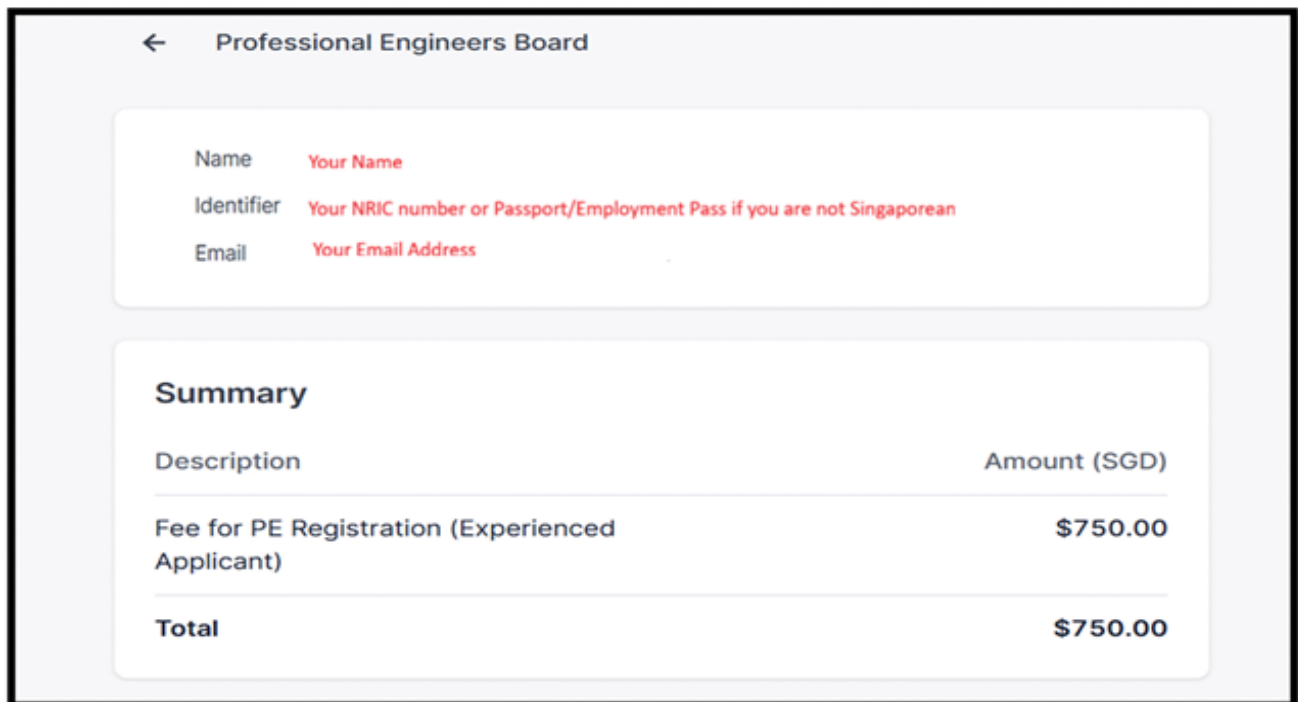 Professional Engineers Board
Name Your Name
Identifier Your NRIC number or Passport/Employment Pass if you are not Singaporean
Email Your Email Address
Summary
Description Amount (SGD)
Fee for PE Registration (Experienced $750.00
Applicant)
Total $750.00